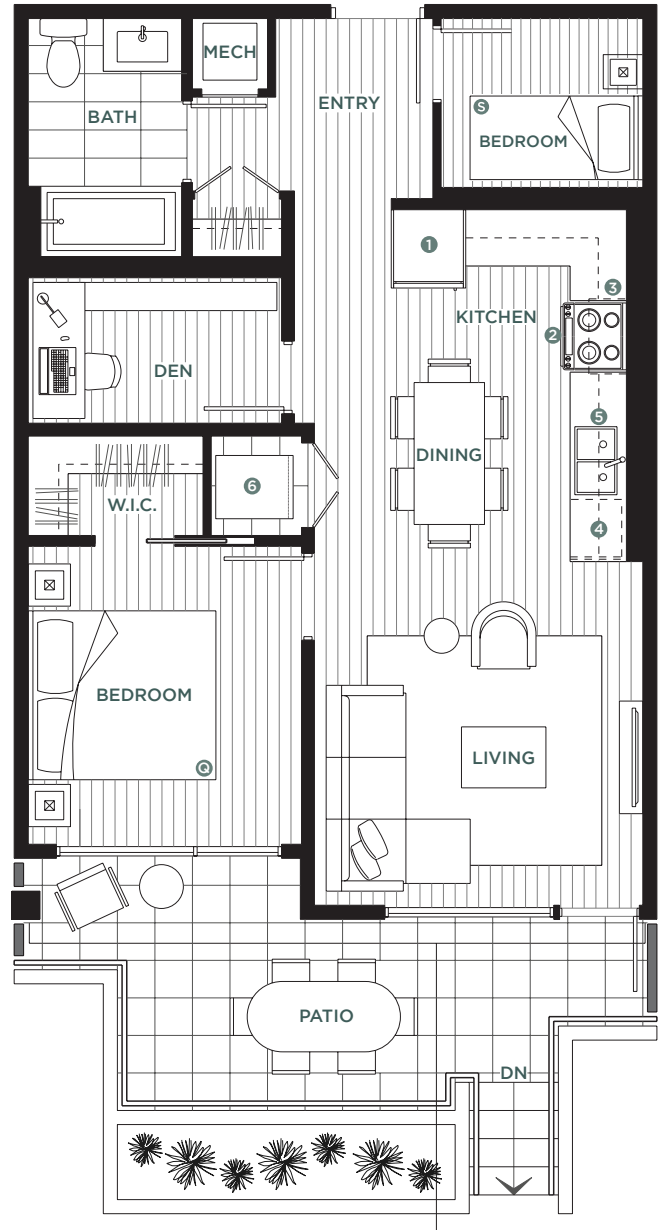 MECH
ENTRY
BATH
S
BEDROOM
1
3
KITCHEN
2
DEN
5
DINING
6
W.I.C.
4
BEDROOM
Q
LIVING
PATIO
DN